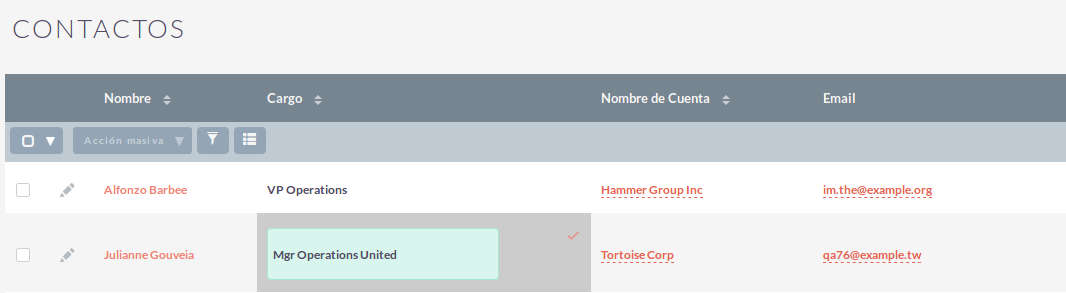 CONTACTOS
Nombre Cargo Nombre de Cuenta Email
Acción masiva
Alfonzo Barbee VP Operations Hammer Group Inc im.the@example.org
Julianne Gouveia Mgr Operations United Tortoise Corp qa76@example.tw